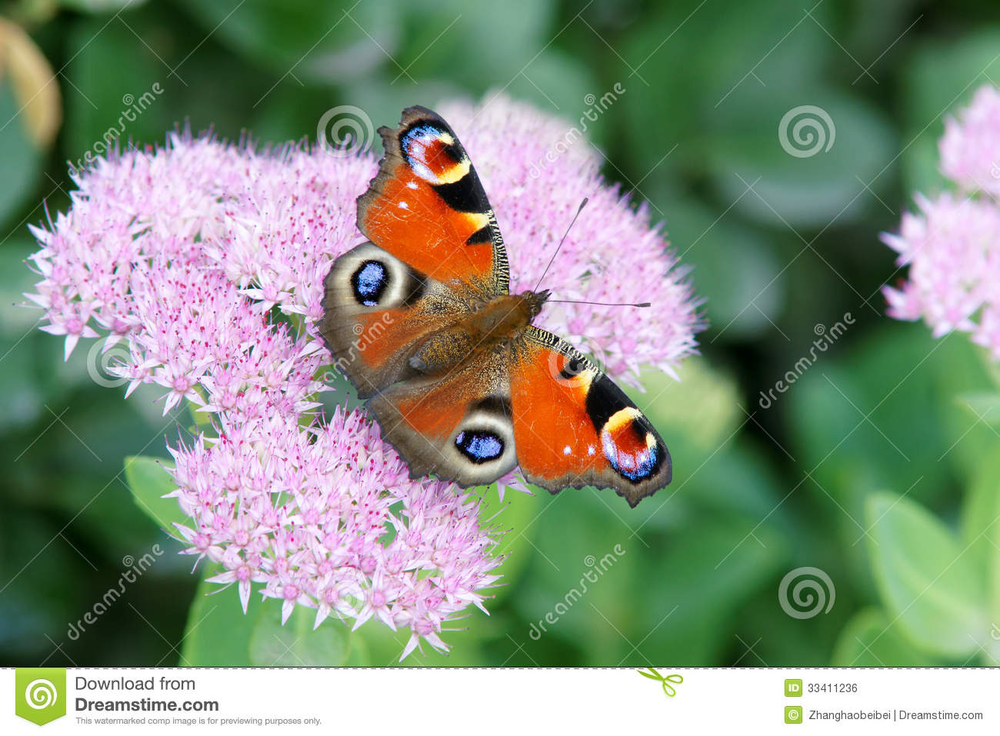 dreamstime
dreamstime
dreamstime
dreamstime
dreamstime
dreamstime
Download from
Dreamstime.com
This watermarked comp image is for previewing purposes only.
ID 33411236
© Zhanghaobeibei | Dreamstime.com